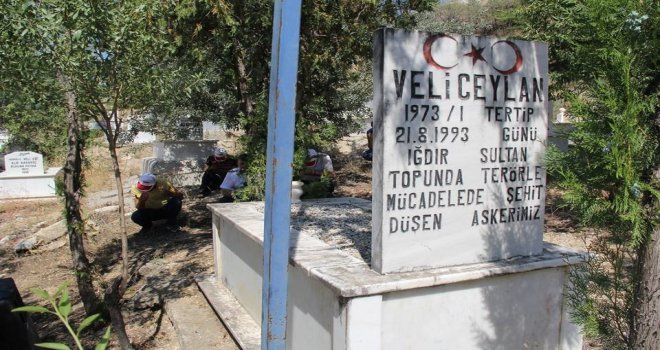 VELİ CEYLAN
1973/1 TERTİP
21.8.1993 GÜNÜ
IĞDIR SULTAN
TOPUNDA TERÖRLE
MÜCADELEDE ŞEHİT
DÜŞEN ASKERİMİZ